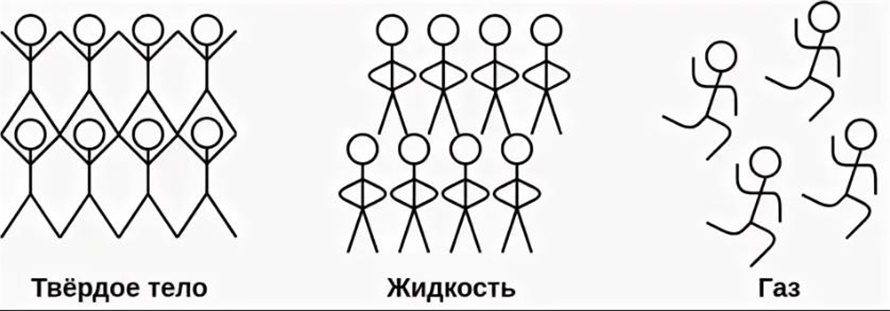 Твёрдое тело
Жидкость
Газ